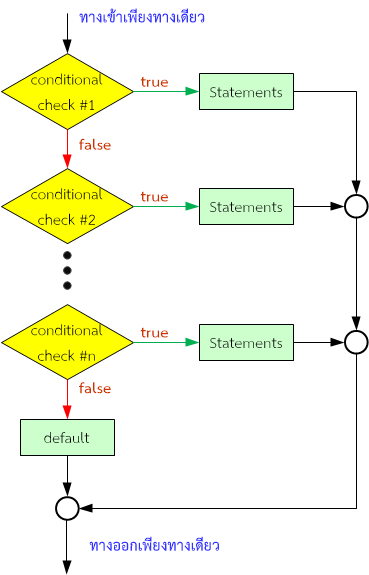 ทางเข้าเพียงทางเดียว
conditional
check #1
true
Statements
false
conditional
check #2
true
Statements
conditional
check #n
true
Statements
false
default
ทางออกเพียงทางเดียว